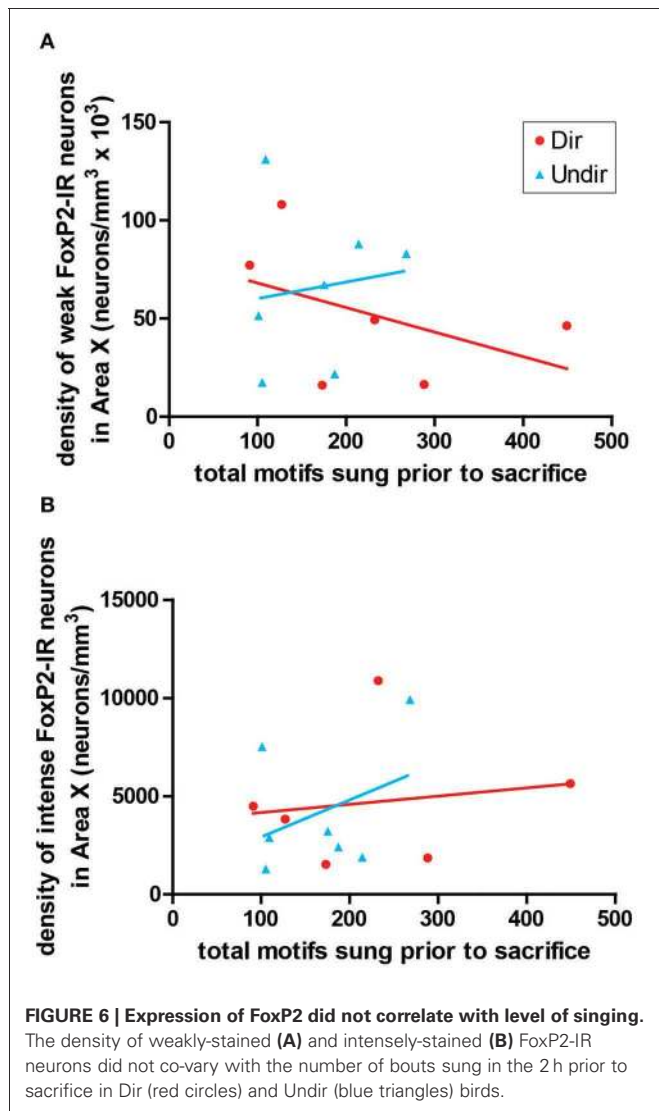 A
density of weak FoxP2-IR neurons
in Area X (neurons/mm³ x 10³)
150
100
50
0
Dir
Undir
0 100 200 300 400 500
total motifs sung prior to sacrifice
B
density of intense FoxP2-IR neurons
in Area X (neurons/mm³)
15000
10000
5000
0
0 100 200 300 400 500
total motifs sung prior to sacrifice
FIGURE 6 | Expression of FoxP2 did not correlate with level of singing.
The density of weakly-stained (A) and intensely-stained (B) FoxP2-IR
neurons did not co-vary with the number of bouts sung in the 2 h prior to
sacrifice in Dir (red circles) and Undir (blue triangles) birds.